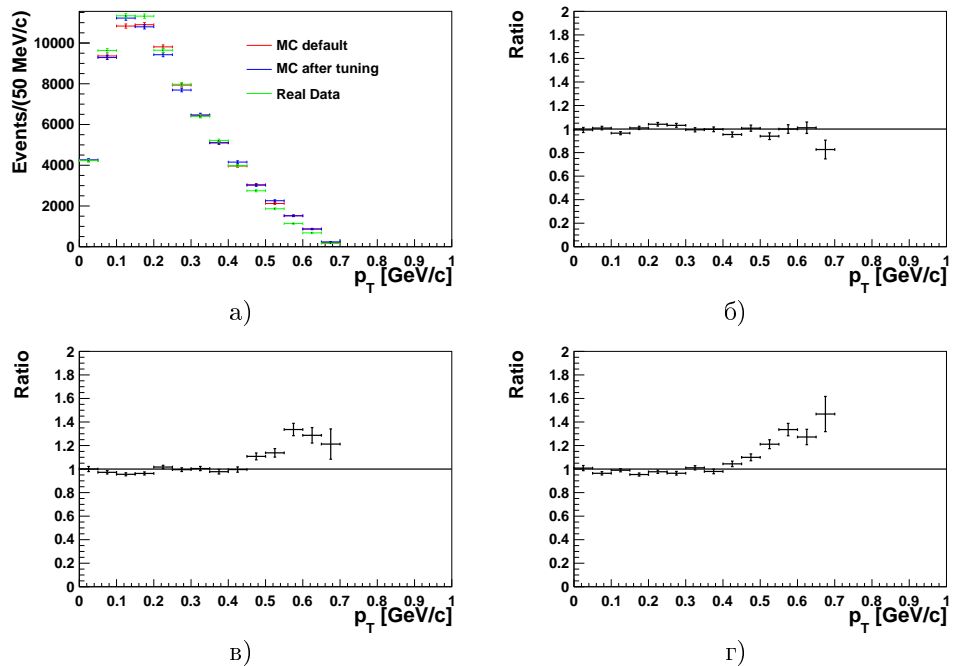 Events/(50 MeV/c)
10000
8000
6000
4000
2000
0
MC default
MC after tuning
Real Data
0 0.1 0.2 0.3 0.4 0.5 0.6 0.7 0.8 0.9 1
p_T [GeV/c]
а)
Ratio
2
1.8
1.6
1.4
1.2
1
0.8
0.6
0.4
0.2
0
0 0.1 0.2 0.3 0.4 0.5 0.6 0.7 0.8 0.9 1
p_T [GeV/c]
б)
Ratio
2
1.8
1.6
1.4
1.2
1
0.8
0.6
0.4
0.2
0
0 0.1 0.2 0.3 0.4 0.5 0.6 0.7 0.8 0.9 1
p_T [GeV/c]
в)
Ratio
2
1.8
1.6
1.4
1.2
1
0.8
0.6
0.4
0.2
0
0 0.1 0.2 0.3 0.4 0.5 0.6 0.7 0.8 0.9 1
p_T [GeV/c]
г)